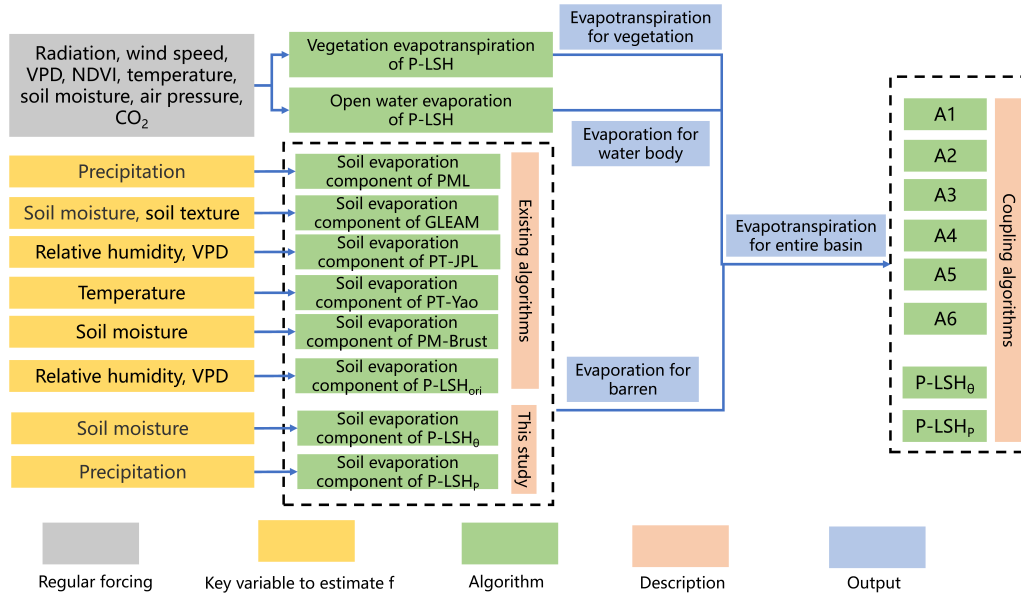 Radiation, wind speed,
VPD, NDVI, temperature,
soil moisture, air pressure,
CO₂
Vegetation evapotranspiration
of P-LSH
Open water evaporation
of P-LSH
Evapotranspiration
for vegetation
Evaporation for
water body
Precipitation
Soil evaporation
component of PML
Soil moisture, soil texture
Soil evaporation
component of GLEAM
Relative humidity, VPD
Soil evaporation
component of PT-JPL
Temperature
Soil evaporation
component of PT-Yao
Soil moisture
Soil evaporation
component of PM-Brust
Relative humidity, VPD
Soil evaporation
component of P-LSHori
Existing algorithms
Soil moisture
Soil evaporation
component of P-LSHθ
Precipitation
Soil evaporation
component of P-LSHP
This study
Evaporation for
barren
Evapotranspiration
for entire basin
A1
A2
A3
A4
A5
A6
P-LSHθ
P-LSHP
Coupling algorithms
Regular forcing
Key variable to estimate f
Algorithm
Description
Output